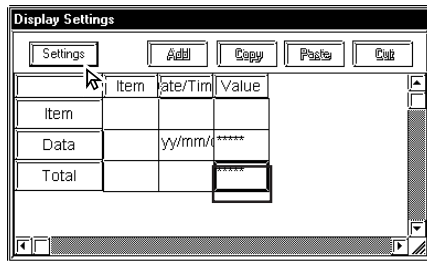 Display Settings
Settings Add Copy Paste Cut
Item ate/Tim Value
Item
Data yy/mm/ *****
Total *****